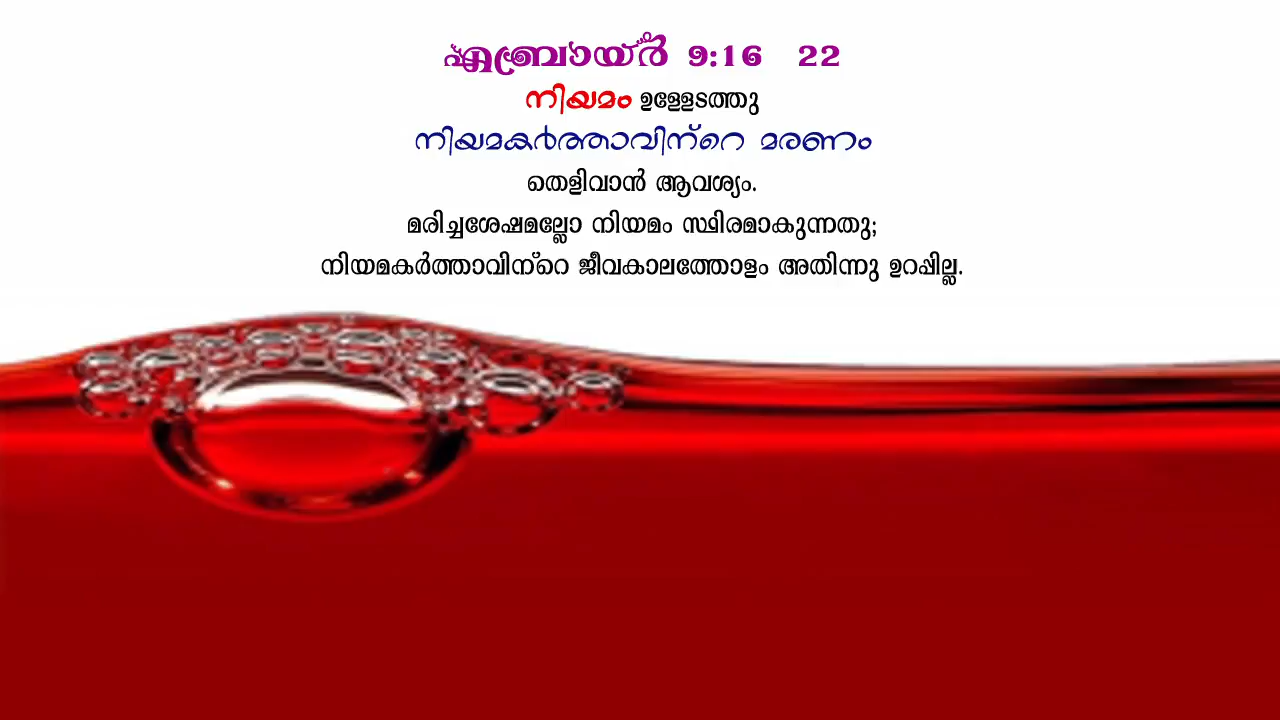 എബ്രായർ 9:16 22
നിയമം ഉള്ളേടത്തു
നിയമകർത്താവിന്റെ മരണം
തെളിവാൻ ആവശ്യം.
മരിച്ചശേഷമല്ലോ നിയമം സ്ഥിരമാകുന്നതു;
നിയമകർത്താവിന്റെ ജീവകാലത്തോളം അതിന്നു ഉറപ്പില്ല.